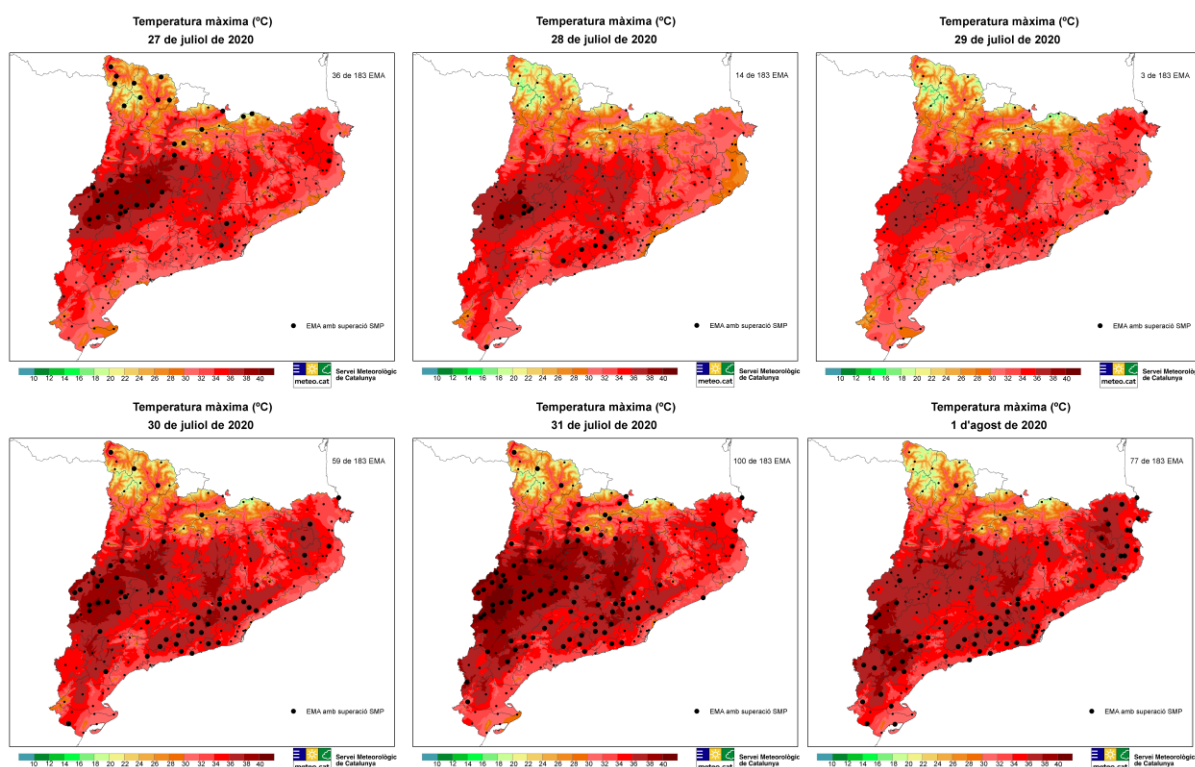 Temperatura màxima (ºC)
27 de juliol de 2020
36 de 183 EMA
EMA amb superació SMP
10 12 14 16 18 20 22 24 26 28 30 32 34 36 38 40
meteo.cat
Servei Meteorològic
de Catalunya
Temperatura màxima (ºC)
28 de juliol de 2020
14 de 183 EMA
EMA amb superació SMP
10 12 14 16 18 20 22 24 26 28 30 32 34 36 38 40
meteo.cat
Servei Meteorològic
de Catalunya
Temperatura màxima (ºC)
29 de juliol de 2020
3 de 183 EMA
EMA amb superació SMP
10 12 14 16 18 20 22 24 26 28 30 32 34 36 38 40
meteo.cat
Servei Meteorològic
de Catalunya
Temperatura màxima (ºC)
30 de juliol de 2020
59 de 183 EMA
EMA amb superació SMP
10 12 14 16 18 20 22 24 26 28 30 32 34 36 38 40
meteo.cat
Servei Meteorològic
de Catalunya
Temperatura màxima (ºC)
31 de juliol de 2020
100 de 183 EMA
EMA amb superació SMP
10 12 14 16 18 20 22 24 26 28 30 32 34 36 38 40
meteo.cat
Servei Meteorològic
de Catalunya
Temperatura màxima (ºC)
1 d'agost de 2020
77 de 183 EMA
EMA amb superació SMP
10 12 14 16 18 20 22 24 26 28 30 32 34 36 38 40
meteo.cat
Servei Meteorològic
de Catalunya